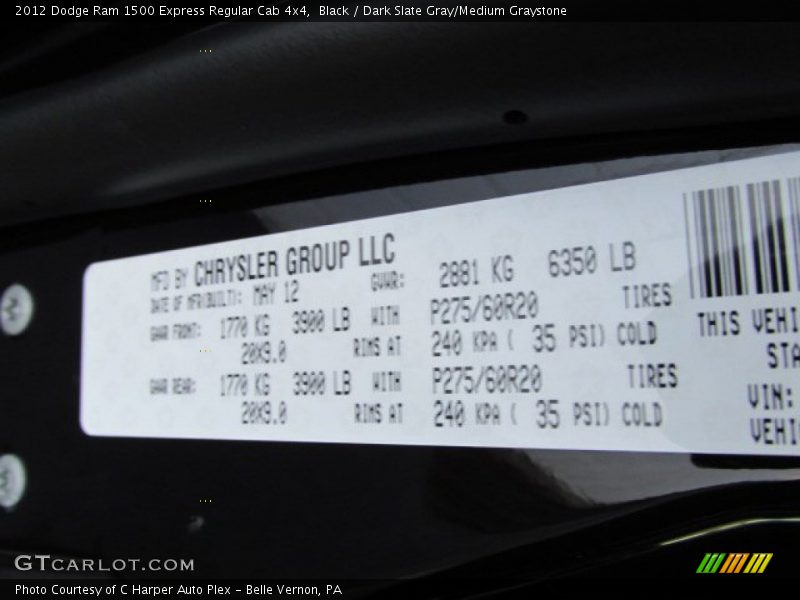 2012 Dodge Ram 1500 Express Regular Cab 4x4,  Black / Dark Slate Gray/Medium Graystone
MFD BY CHRYSLER GROUP LLC
DATE OF MFR(BUILT): MAY 12 GVWR: 2881 KG 6350 LB
GAWR FRONT: 1770 KG 3900 LB WITH P275/60R20 TIRES
20X9.0 RIMS AT 240 KPA ( 35 PSI) COLD
GAWR REAR: 1770 KG 3900 LB WITH P275/60R20 TIRES
20X9.0 RIMS AT 240 KPA ( 35 PSI) COLD
THIS VEHI
STA
VIN:
VEHI
GTCARLOT.COM
Photo Courtesy of C Harper Auto Plex - Belle Vernon, PA